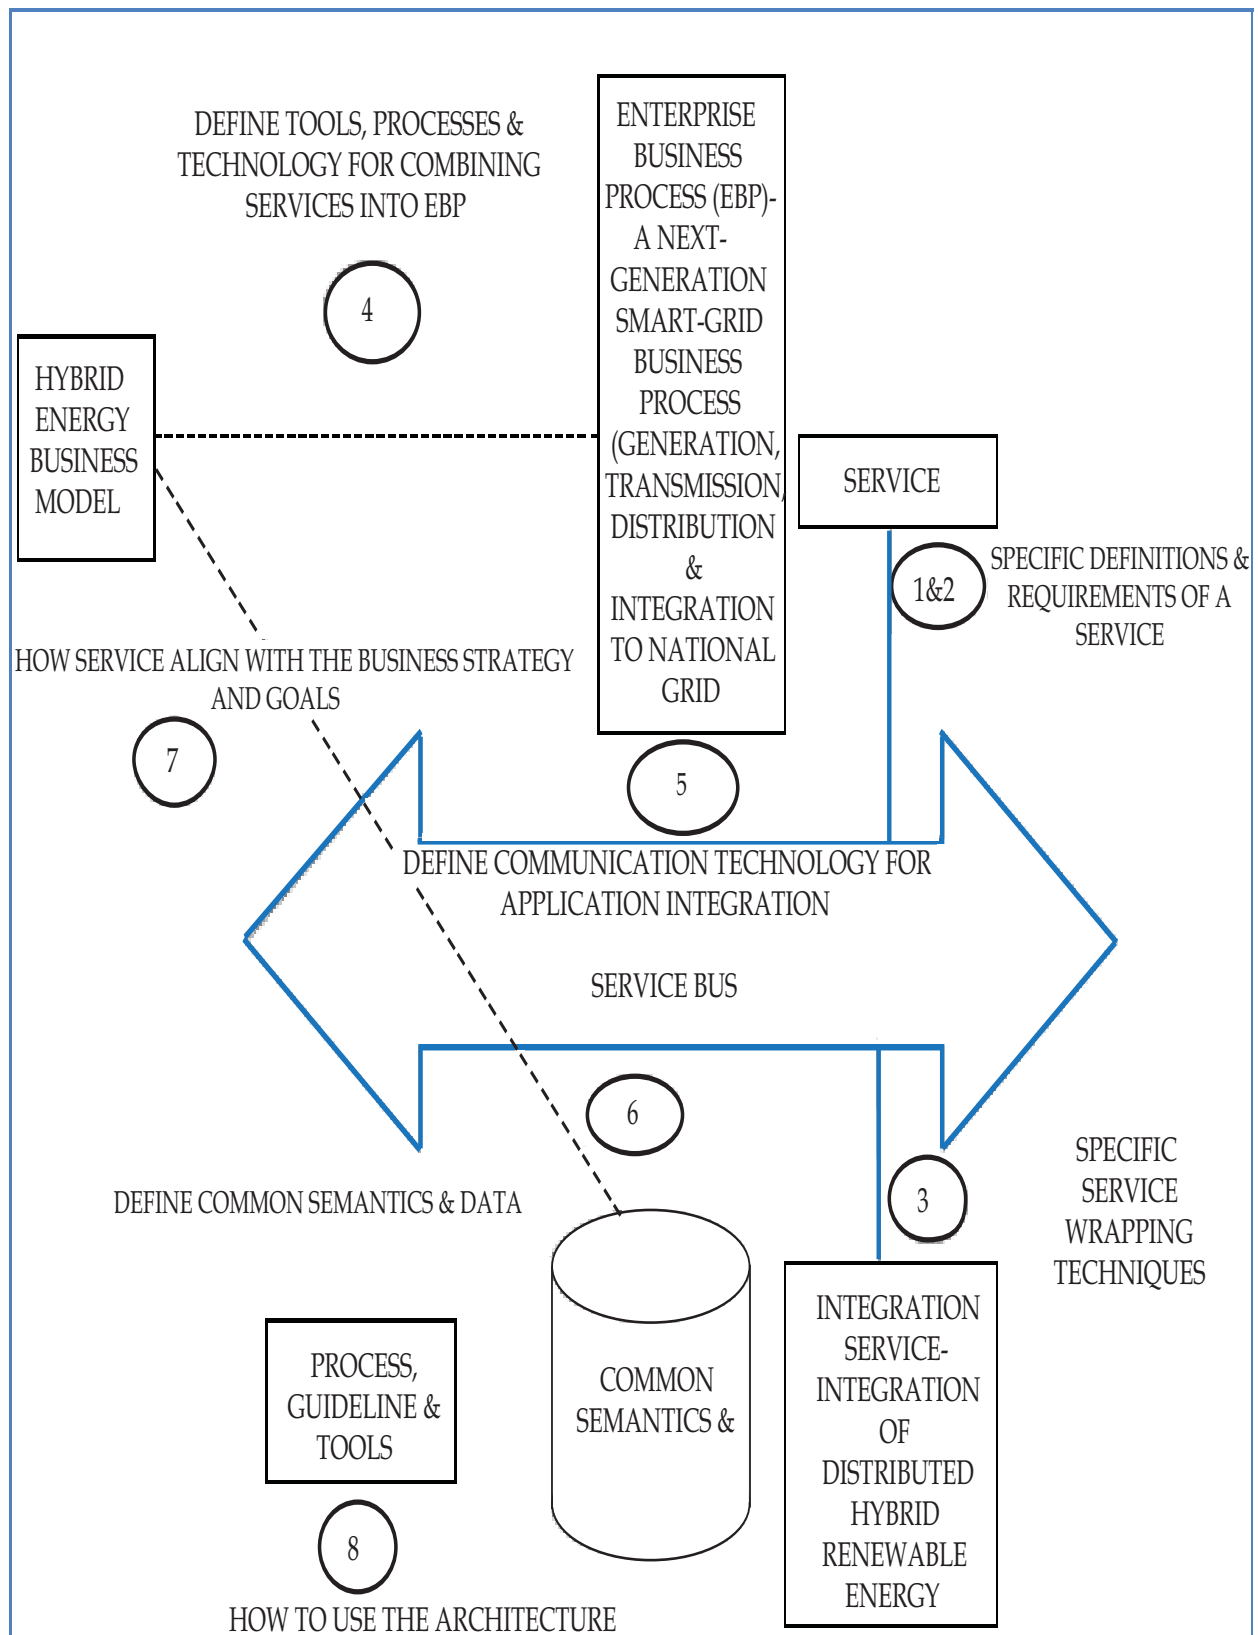 DEFINE TOOLS, PROCESSES &
TECHNOLOGY FOR COMBINING
SERVICES INTO EBP
4
ENTERPRISE
BUSINESS
PROCESS (EBP)-
A NEXT-
GENERATION
SMART-GRID
BUSINESS
PROCESS
(GENERATION,
TRANSMISSION,
DISTRIBUTION
&
INTEGRATION
TO NATIONAL
GRID
HYBRID
ENERGY
BUSINESS
MODEL
SERVICE
1&2
SPECIFIC DEFINITIONS &
REQUIREMENTS OF A
SERVICE
HOW SERVICE ALIGN WITH THE BUSINESS STRATEGY
AND GOALS
7
5
DEFINE COMMUNICATION TECHNOLOGY FOR
APPLICATION INTEGRATION
SERVICE BUS
6
DEFINE COMMON SEMANTICS & DATA
3
SPECIFIC
SERVICE
WRAPPING
TECHNIQUES
PROCESS,
GUIDELINE &
TOOLS
8
HOW TO USE THE ARCHITECTURE
COMMON
SEMANTICS &
INTEGRATION
SERVICE-
INTEGRATION
OF
DISTRIBUTED
HYBRID
RENEWABLE
ENERGY